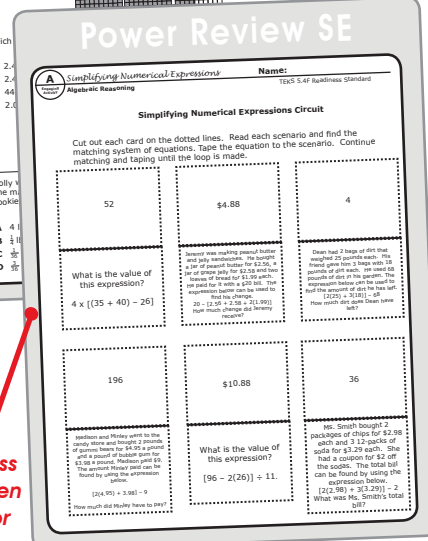 Power Review SE
A
Engaging Activity
Simplifying Numerical Expressions
Name:
Algebraic Reasoning
TEKS 5.4F Readiness Standard
Simplifying Numerical Expressions Circuit
Cut out each card on the dotted lines. Read each scenario and find the
matching system of equations. Tape the equation to the scenario. Continue
matching and taping until the loop is made.
52
What is the value of
this expression?
4 x [(35 + 40) – 26]
$4.88
Jeremy was making peanut butter
and jelly sandwiches. He bought
a jar of peanut butter for $2.56, a
jar of grape jelly for $2.58 and two
loaves of bread for $1.99 each.
He paid for it with a $20 bill. The
expression below can be used to
find his change.
20 – [2.56 + 2.58 + 2(1.99)]
How much change did Jeremy
receive?
4
Dean had 2 bags of dirt that
weighed 25 pounds each. His
friend gave him 3 bags with 18
pounds of dirt each. He used 68
pounds of dirt in his garden. The
expression below can be used to
find the amount of dirt he has left.
[2(25) + 3(18)] – 68
How much dirt does Dean have
left?
196
Madison and Minley went to the
candy store and bought 2 pounds
of gummi bears for $4.95 a pound
and a pound of bubble gum for
$3.98 a pound. Madison paid $9.
The amount Minley paid can be
found by using the expression
below.
[2(4.95) + 3.98] – 9
How much did Minley have to pay?
$10.88
What is the value of
this expression?
[96 – 2(26)] ÷ 11.
36
Ms. Smith bought 2
packages of chips for $2.98
each and 3 12-packs of
soda for $3.29 each. She
had a coupon for $2 off
the sodas. The total bill
can be found by using the
expression below.
[2(2.98) + 3(3.29)] – 2
What was Ms. Smith's total
bill?